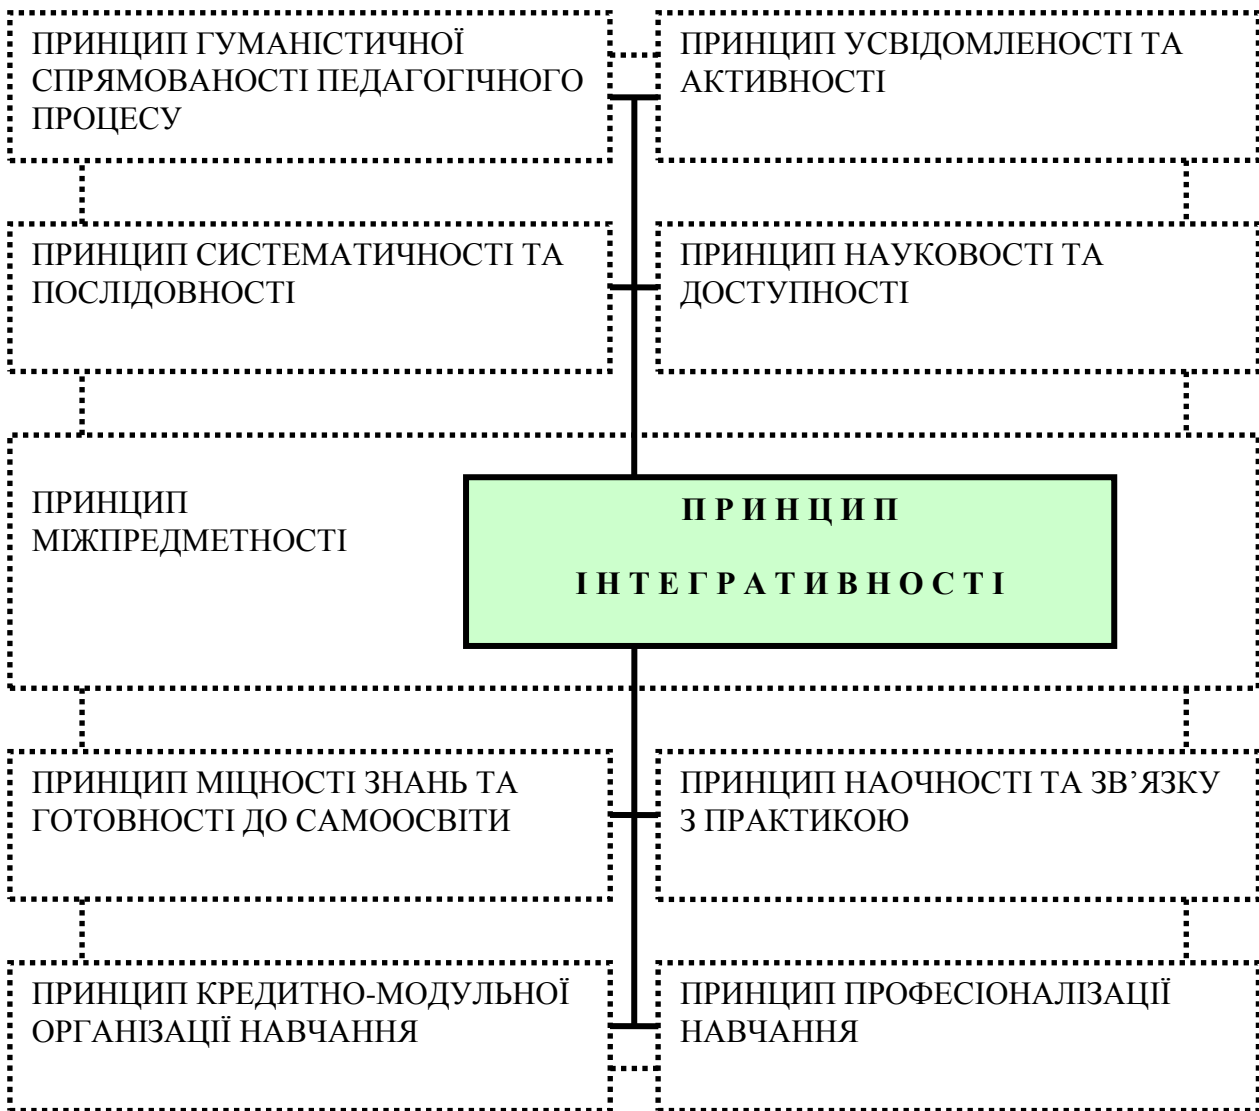 ПРИНЦИП ГУМАНІСТИЧНОЇ
СПРЯМОВАНОСТІ ПЕДАГОГІЧНОГО
ПРОЦЕСУ
ПРИНЦИП УСВІДОМЛЕНОСТІ ТА
АКТИВНОСТІ
ПРИНЦИП СИСТЕМАТИЧНОСТІ ТА
ПОСЛІДОВНОСТІ
ПРИНЦИП НАУКОВОСТІ ТА
ДОСТУПНОСТІ
ПРИНЦИП
МІЖПРЕДМЕТНОСТІ
П Р И Н Ц И П
І Н Т Е Г Р А Т И В Н О С Т І
ПРИНЦИП МІЦНОСТІ ЗНАНЬ ТА
ГОТОВНОСТІ ДО САМООСВІТИ
ПРИНЦИП НАОЧНОСТІ ТА ЗВ’ЯЗКУ
З ПРАКТИКОЮ
ПРИНЦИП КРЕДИТНО-МОДУЛЬНОЇ
ОРГАНІЗАЦІЇ НАВЧАННЯ
ПРИНЦИП ПРОФЕСІОНАЛІЗАЦІЇ
НАВЧАННЯ